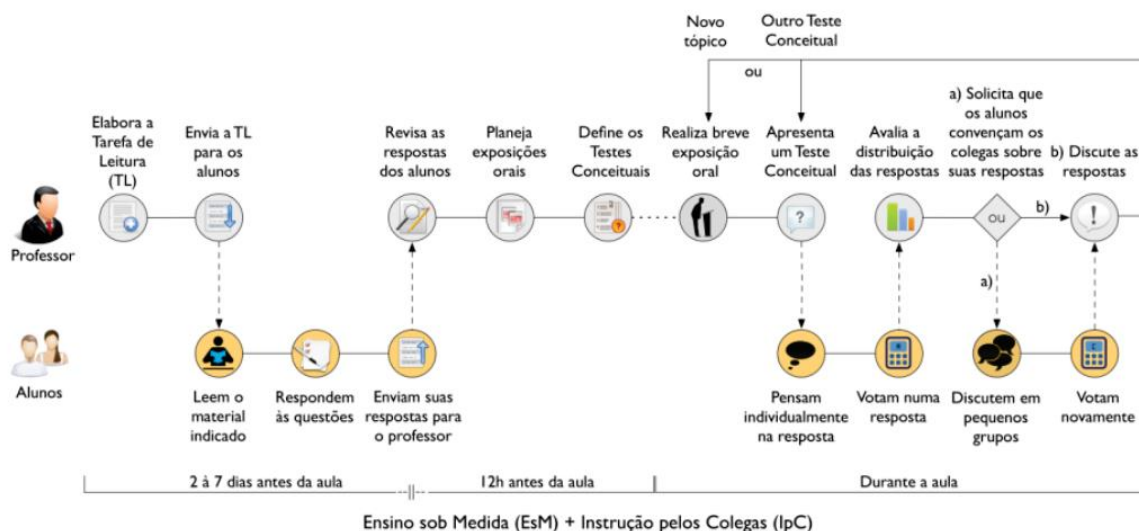 Novo
tópico
Outro Teste
Conceitual
ou
Elabora a
Tarefa de
Leitura
(TL)
Envia a TL
para os
alunos
Revisa as
respostas
dos alunos
Planeja
exposições
orais
Define os
Testes
Conceituais
Realiza breve
exposição
oral
Apresenta
um Teste
Conceitual
Avalia a
distribuição
das respostas
a) Solicita que
os alunos
convençam os
colegas sobre
suas respostas
b) Discute as
respostas
Professor
?
ou
b)
!
a)
Alunos
Leem o
material
indicado
Respondem
às questões
Enviam suas
respostas para
o professor
Pensam
individualmente
na resposta
Votam numa
resposta
Discutem em
pequenos
grupos
Votam
novamente
2 à 7 dias antes da aula
12h antes da aula
Durante a aula
Ensino sob Medida (EsM) + Instrução pelos Colegas (IpC)